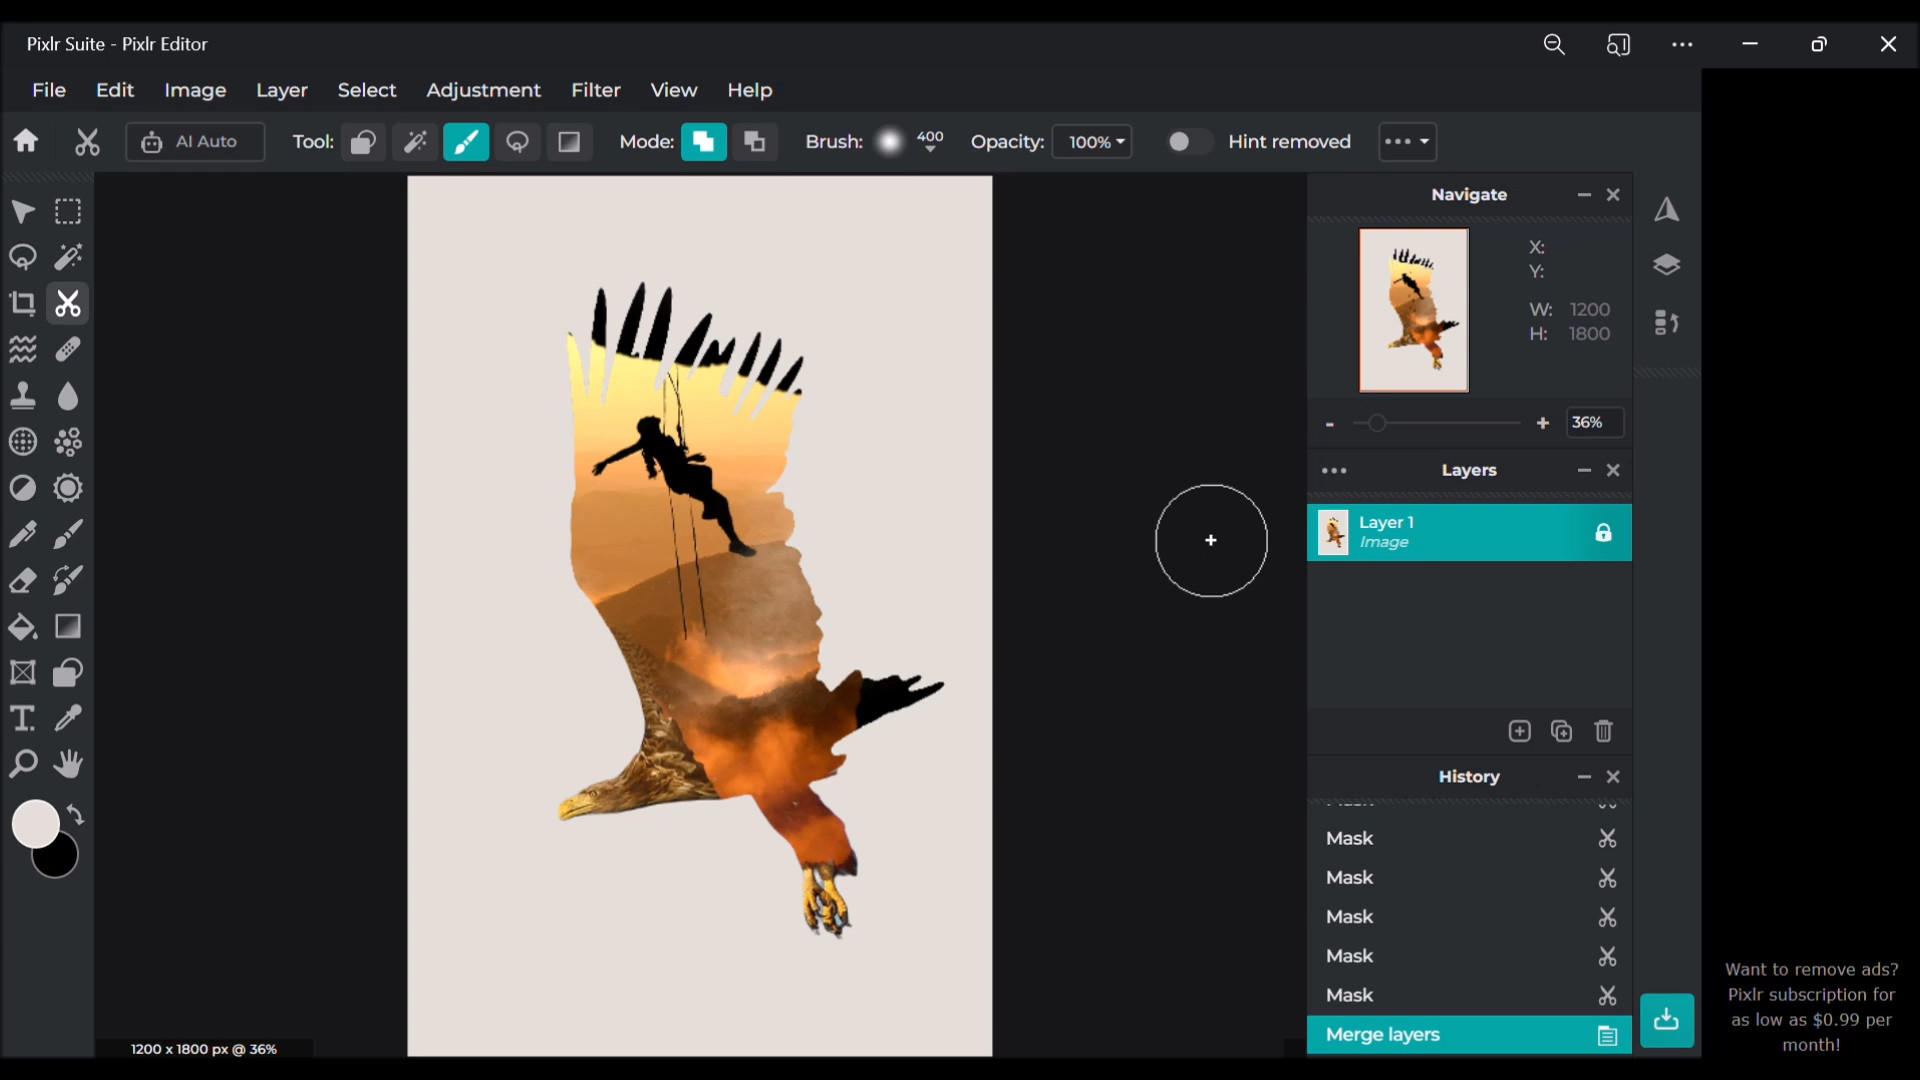 Pixlr Suite - Pixlr Editor
File Edit Image Layer Select Adjustment Filter View Help
AI Auto Tool: Mode: Brush: 400 Opacity: 100% Hint removed
Navigate
X:
Y:
W: 1200
H: 1800
- + 36%
Layers
Layer 1
Image
History
Mask
Mask
Mask
Mask
Mask
Merge layers
1200 x 1800 px @ 36%
Want to remove ads?
Pixlr subscription for
as low as $0.99 per
month!